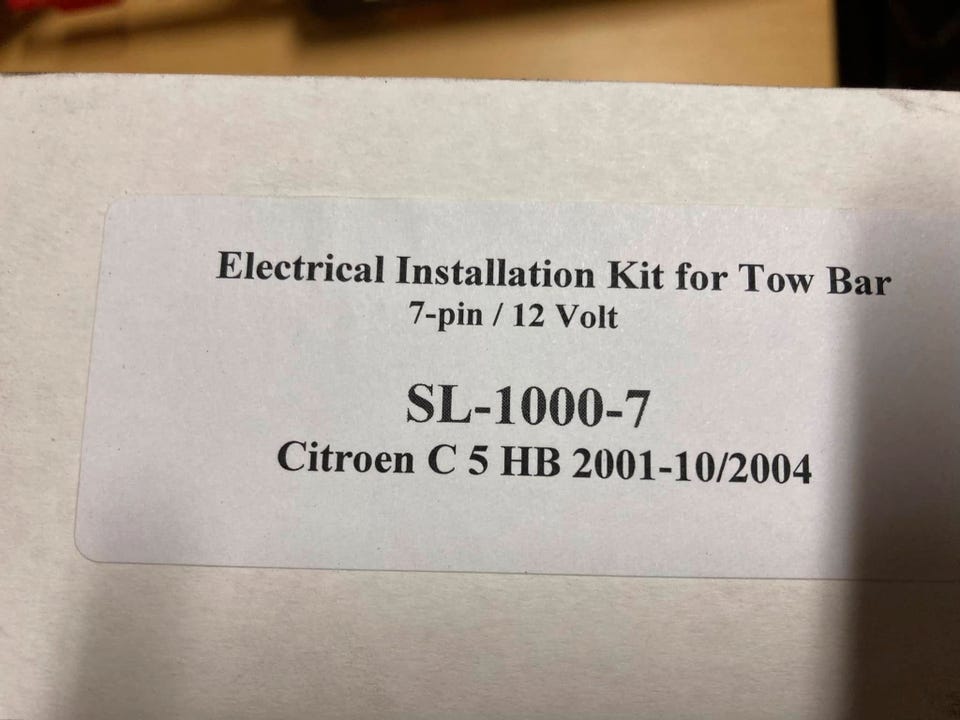 Electrical Installation Kit for Tow Bar
7-pin / 12 Volt
SL-1000-7
Citroen C 5 HB 2001-10/2004